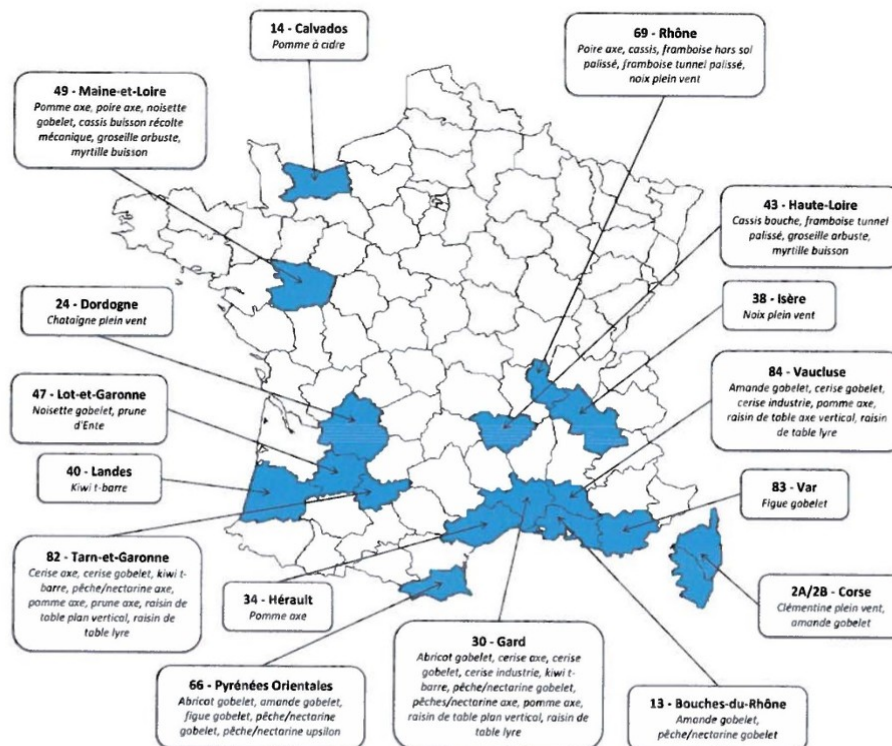 14 - Calvados
Pomme à cidre
69 - Rhône
Poire axe, cassis, framboise hors sol
palissé, framboise tunnel palissé,
noix plein vent
49 - Maine-et-Loire
Pomme axe, poire axe, noisette
gobelet, cassis buisson récolte
mécanique, groseille arbuste,
myrtille buisson
43 - Haute-Loire
Cassis bouche, framboise tunnel
palissé, groseille arbuste,
myrtille buisson
24 - Dordogne
Chataîgne plein vent
38 - Isère
Noix plein vent
84 - Vaucluse
Amande gobelet, cerise gobelet,
cerise industrie, pomme axe,
raisin de table axe vertical, raisin
de table lyre
47 - Lot-et-Garonne
Noisette gobelet, prune
d'Ente
40 - Landes
Kiwi t-barre
83 - Var
Figue gobelet
82 - Tarn-et-Garonne
Cerise axe, cerise gobelet, kiwi t-
barre, pêche/nectarine axe,
pomme axe, prune axe, raisin de
table plan vertical, raisin de
table lyre
34 - Hérault
Pomme axe
2A/2B - Corse
Clémentine plein vent,
amande gobelet
30 - Gard
Abricot gobelet, cerise axe, cerise
gobelet, cerise industrie, kiwi t-
barre, pêche/nectarine gobelet,
pêches/nectarine axe, pomme axe,
raisin de table plan vertical, raisin de
table lyre
66 - Pyrénées Orientales
Abricot gobelet, amande gobelet,
figue gobelet, pêche/nectarine
gobelet, pêche/nectarine upsilon
13 - Bouches-du-Rhône
Amande gobelet,
pêche/nectarine gobelet